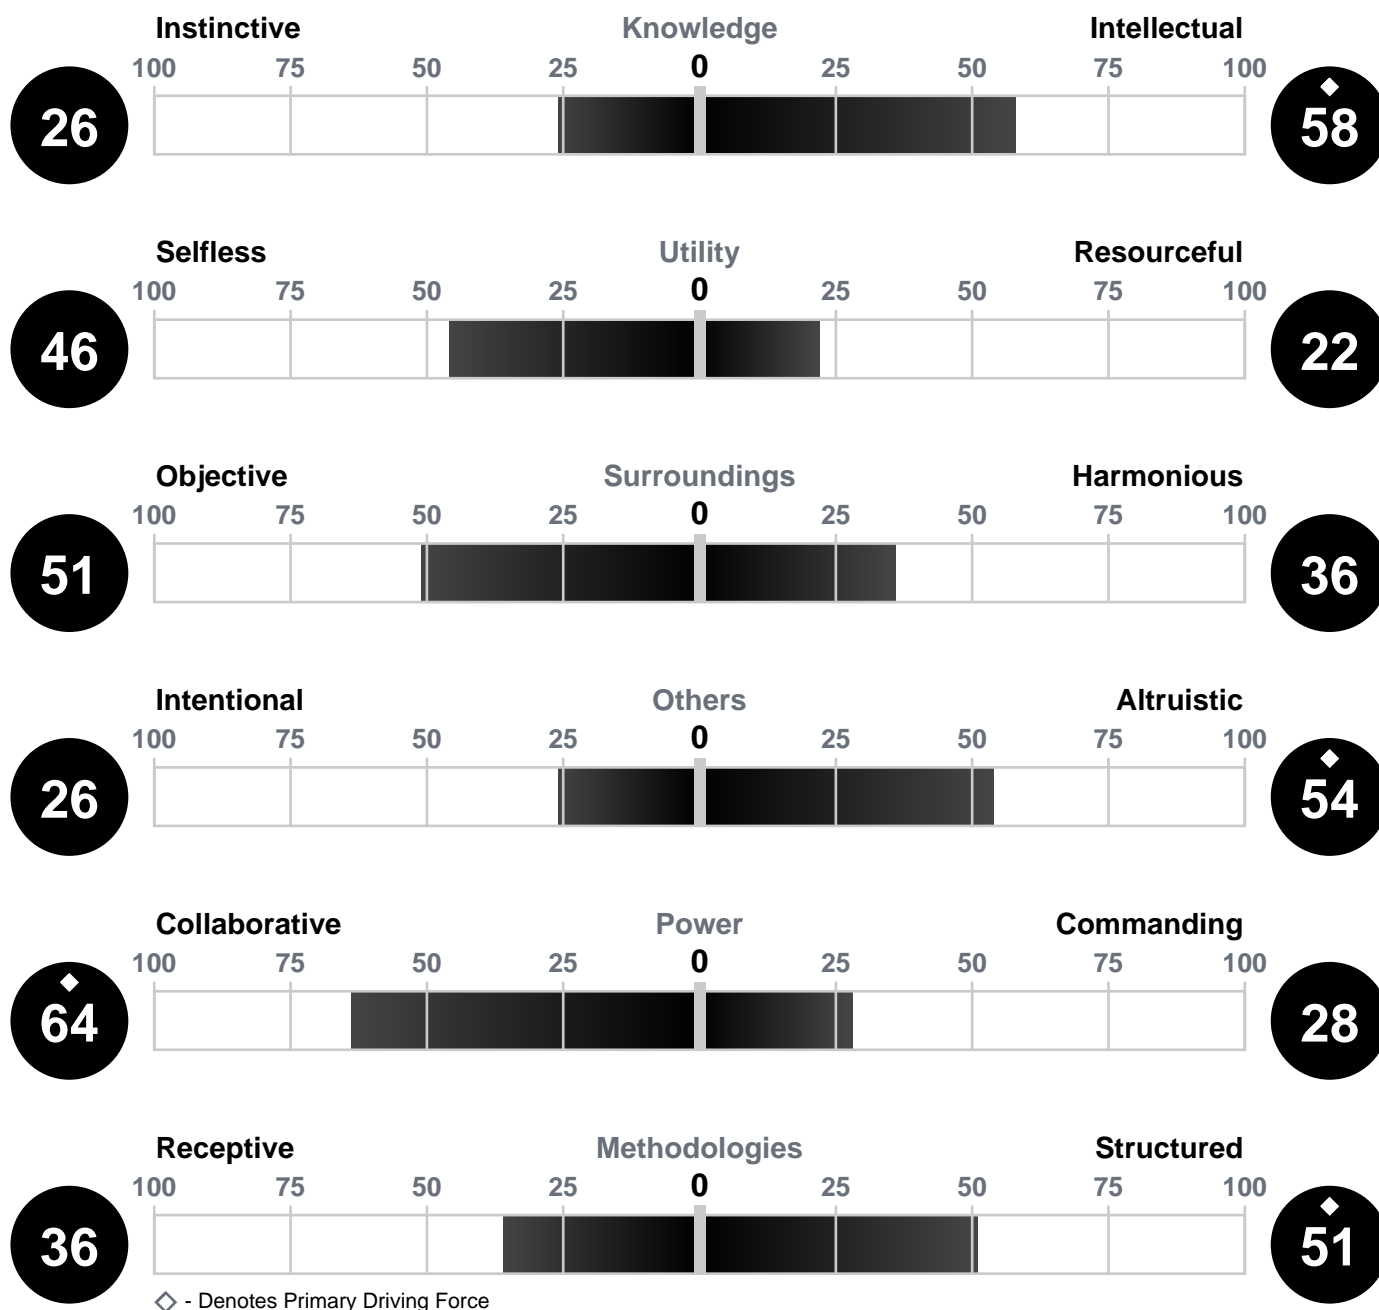 Instinctive Knowledge Intellectual
100 75 50 25 0 25 50 75 100
26 58
Selfless Utility Resourceful
100 75 50 25 0 25 50 75 100
46 22
Objective Surroundings Harmonious
100 75 50 25 0 25 50 75 100
51 36
Intentional Others Altruistic
100 75 50 25 0 25 50 75 100
26 54
Collaborative Power Commanding
100 75 50 25 0 25 50 75 100
64 28
Receptive Methodologies Structured
100 75 50 25 0 25 50 75 100
36 51
- Denotes Primary Driving Force